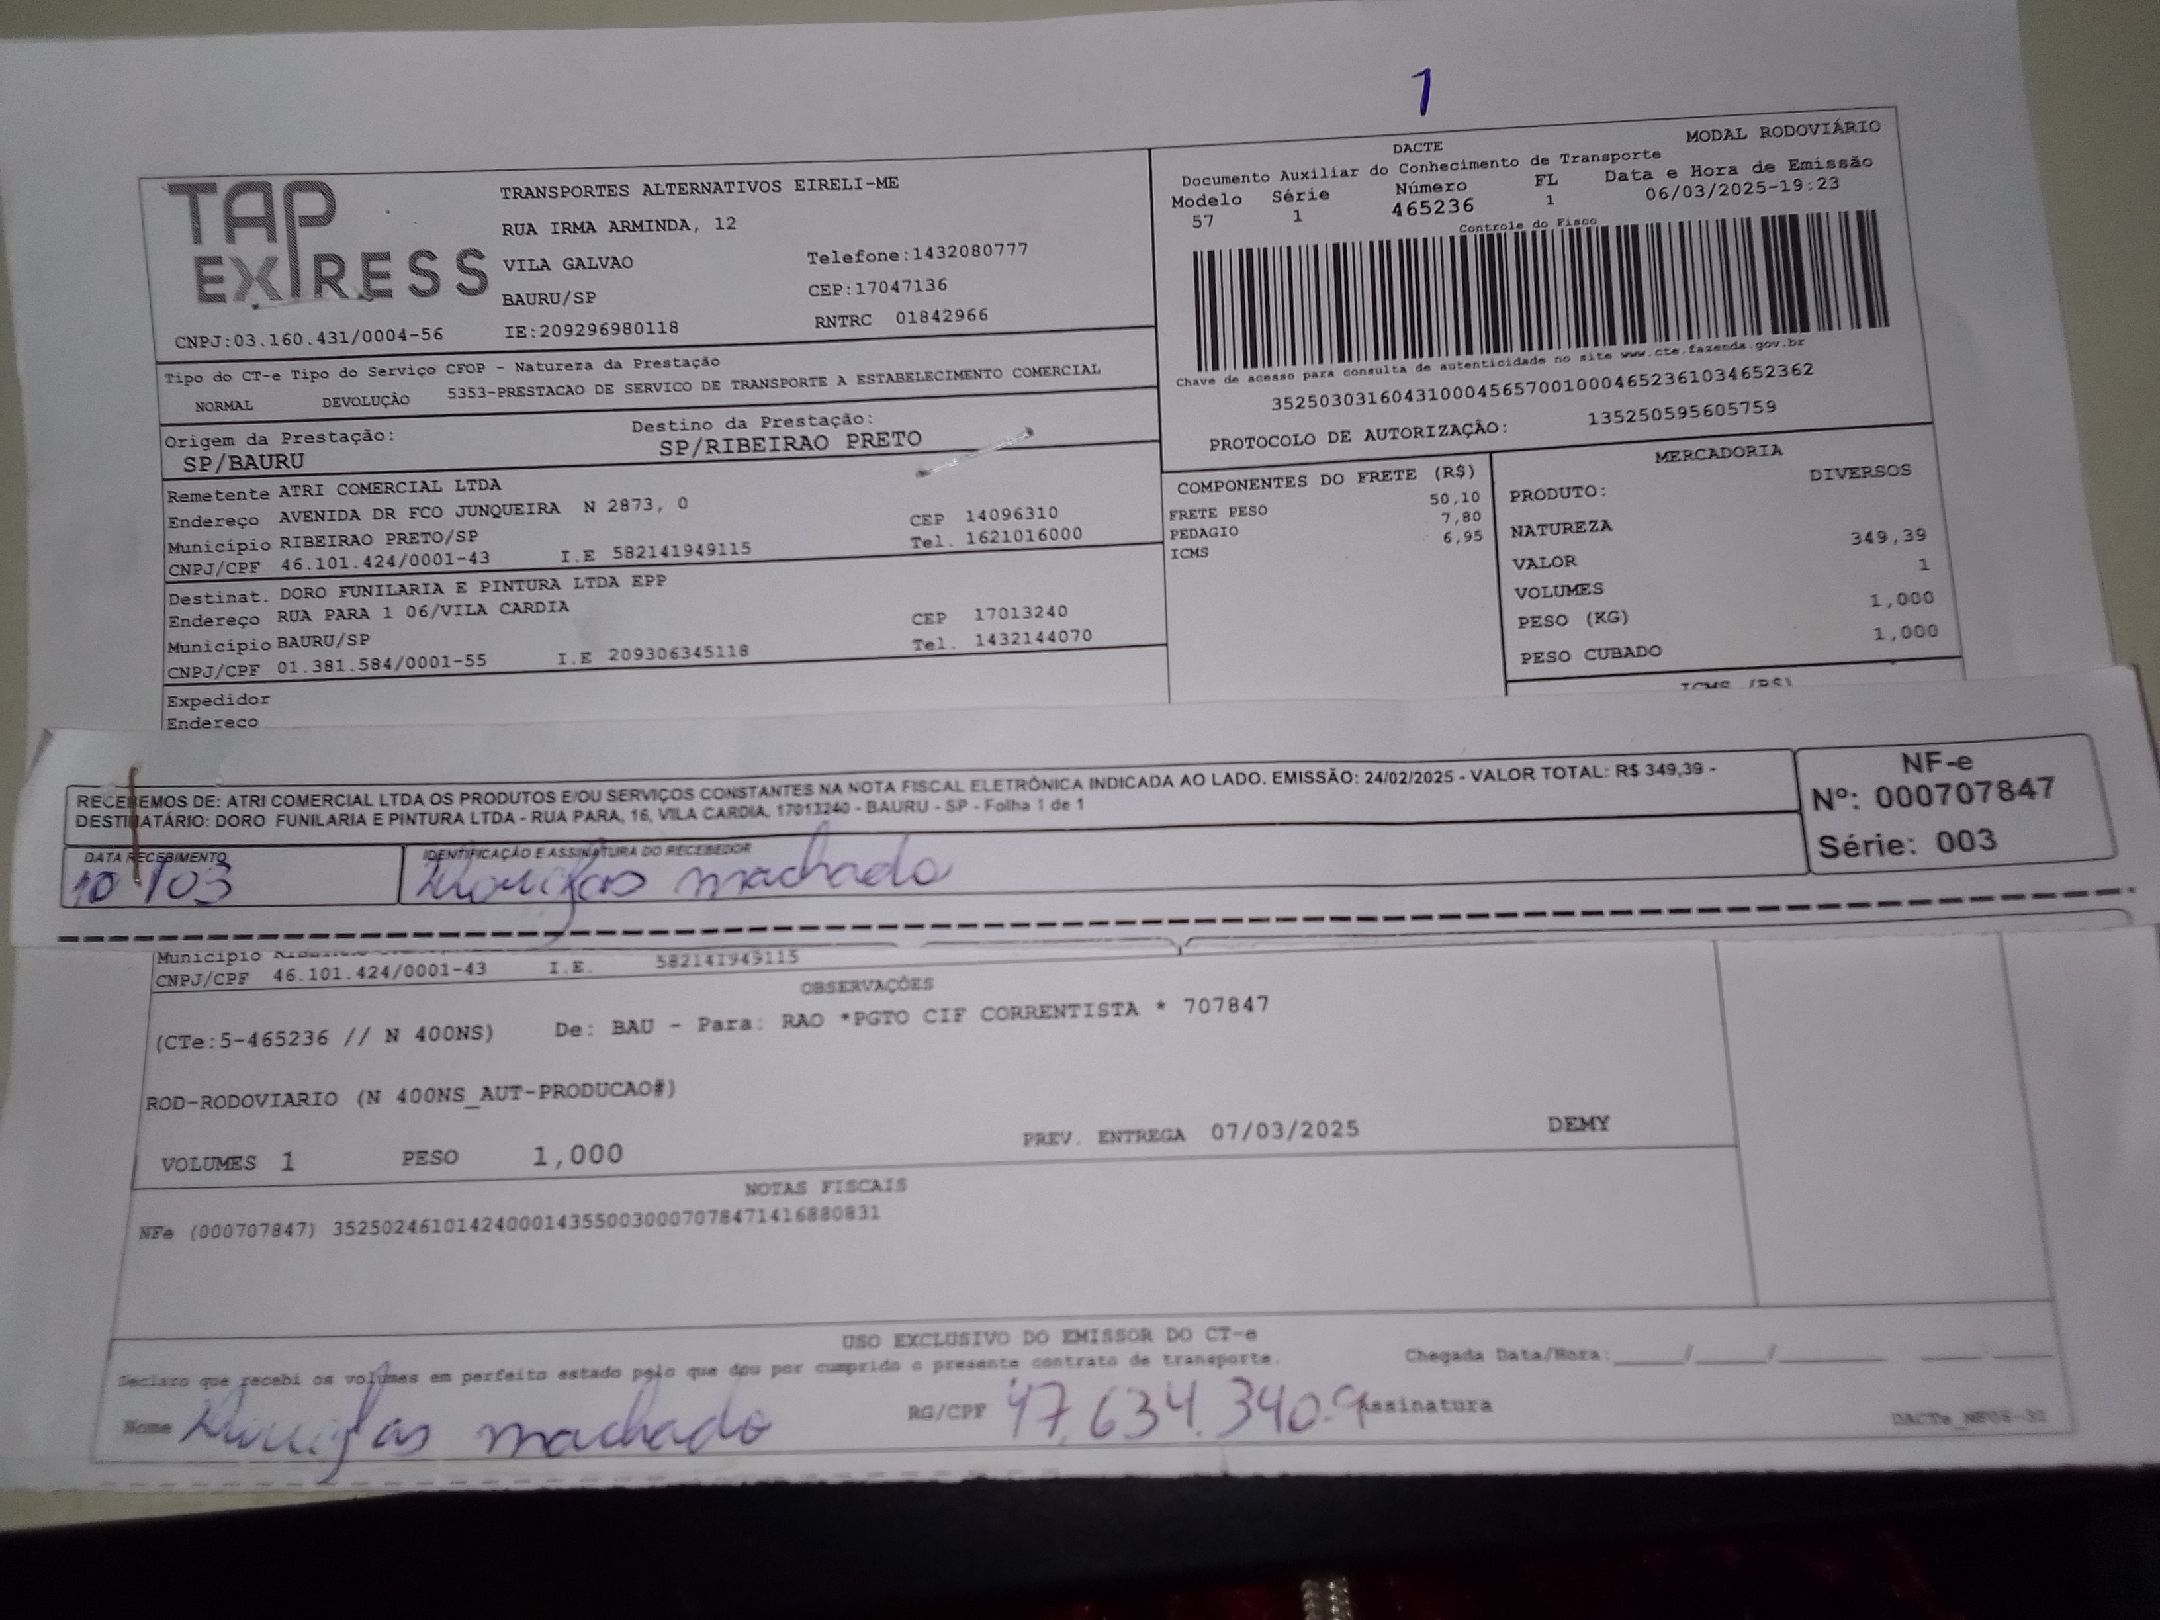 1
TAP EXPRESS
TRANSPORTES ALTERNATIVOS EIRELI-ME
RUA IRMA ARMINDA, 12
VILA GALVAO Telefone:1432080777
BAURU/SP CEP:17047136
CNPJ:03.160.431/0004-56 IE:209296980118 RNTRC 01842966
DACTE MODAL RODOVIÁRIO
Documento Auxiliar do Conhecimento de Transporte
Modelo Série Número FL Data e Hora de Emissão
57 1 465236 1 06/03/2025-19:23
Controle do Fisco
Chave de acesso para consulta de autenticidade no site www.cte.fazenda.gov.br
35250303160431000456570010004652361034652362
PROTOCOLO DE AUTORIZAÇÃO: 135250595605759
Tipo do CT-e Tipo do Serviço CFOP - Natureza da Prestação
NORMAL DEVOLUÇÃO 5353-PRESTACAO DE SERVICO DE TRANSPORTE A ESTABELECIMENTO COMERCIAL
Origem da Prestação: Destino da Prestação:
SP/BAURU SP/RIBEIRAO PRETO
Remetente ATRI COMERCIAL LTDA
Endereço AVENIDA DR FCO JUNQUEIRA N 2873, 0 CEP 14096310
Município RIBEIRAO PRETO/SP Tel. 1621016000
CNPJ/CPF 46.101.424/0001-43 I.E 582141949115
Destinat. DORO FUNILARIA E PINTURA LTDA EPP
Endereço RUA PARA 1 06/VILA CARDIA CEP 17013240
Município BAURU/SP Tel. 1432144070
CNPJ/CPF 01.381.584/0001-55 I.E 209306345118
Expedidor
Endereço
COMPONENTES DO FRETE (R$)
FRETE PESO 50,10
PEDAGIO 7,80
ICMS 6,95
MERCADORIA
PRODUTO: DIVERSOS
NATUREZA
VALOR 349,39
VOLUMES 1
PESO (KG) 1,000
PESO CUBADO 1,000
ICMS (R$)
RECEBEMOS DE: ATRI COMERCIAL LTDA OS PRODUTOS E/OU SERVIÇOS CONSTANTES NA NOTA FISCAL ELETRÔNICA INDICADA AO LADO. EMISSÃO: 24/02/2025 - VALOR TOTAL: R$ 349,39 -
DESTINATÁRIO: DORO FUNILARIA E PINTURA LTDA - RUA PARA, 16, VILA CARDIA, 17013240 - BAURU - SP - Folha 1 de 1
NF-e
Nº: 000707847
Série: 003
DATA RECEBIMENTO IDENTIFICAÇÃO E ASSINATURA DO RECEBEDOR
10/03 machado
Município
CNPJ/CPF 46.101.424/0001-43 I.E. 582141949115
OBSERVAÇÕES
(CTe:5-465236 // N 400NS) De: BAU - Para: RAO *PGTO CIF CORRENTISTA * 707847
ROD-RODOVIARIO (N 400NS_AUT-PRODUCAO#)
VOLUMES 1 PESO 1,000 PREV. ENTREGA 07/03/2025 DEMY
NOTAS FISCAIS
NFe (000707847) 35250246101424000143550030007078471416880831
USO EXCLUSIVO DO EMISSOR DO CT-e
Declaro que recebi os volumes em perfeito estado pelo que dou por cumprido o presente contrato de transporte. Chegada Data/Hora:____/____/______ ____:____
Nome machado RG/CPF 47.634.340.9 Assinatura